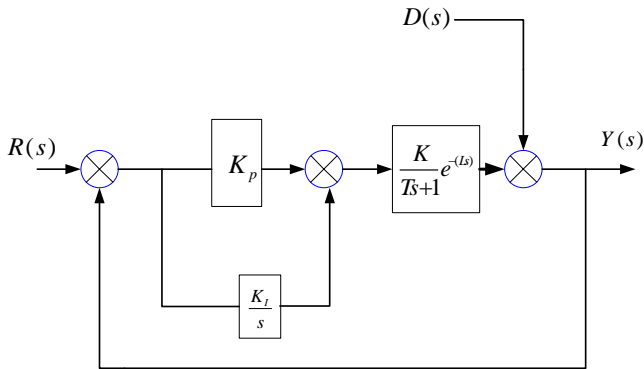 D(s)
R(s)
K_p
K/(Ts+1) e^{-(Ls)}
Y(s)
K_I/s